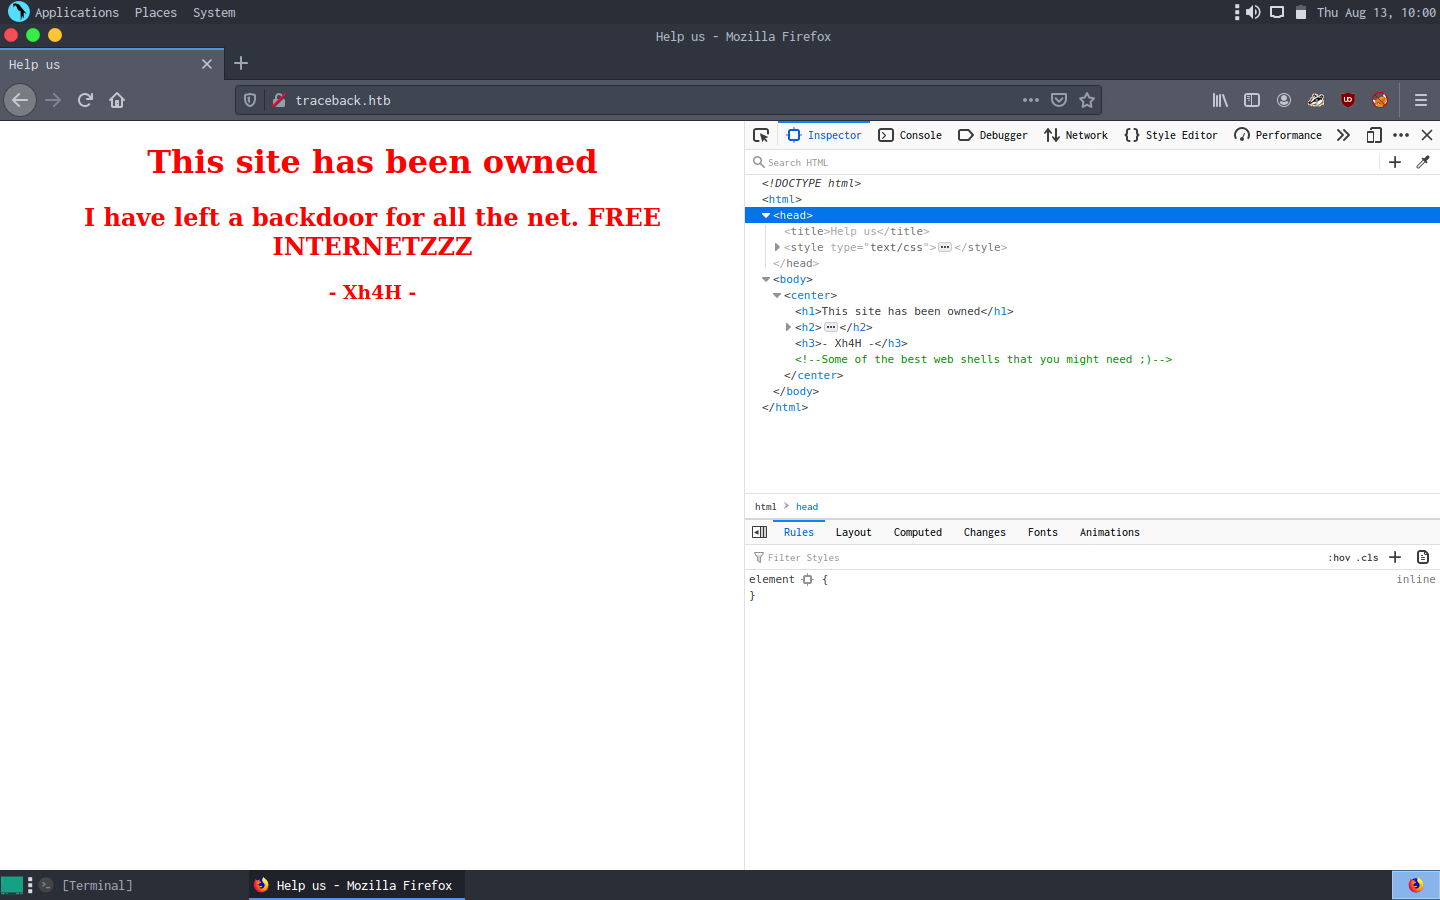 Applications Places System
Thu Aug 13, 10:00
Help us - Mozilla Firefox
Help us
traceback.htb
This site has been owned
I have left a backdoor for all the net. FREE
INTERNETZZZ
- Xh4H -
Inspector Console Debugger Network Style Editor Performance
Search HTML
<!DOCTYPE html>
<html>
<head>
<title>Help us</title>
<style type="text/css"></style>
</head>
<body>
<center>
<h1>This site has been owned</h1>
<h2></h2>
<h3>- Xh4H -</h3>
<!--Some of the best web shells that you might need ;)-->
</center>
</body>
</html>
html > head
Rules Layout Computed Changes Fonts Animations
Filter Styles :hov .cls
element { inline
}
[Terminal] Help us - Mozilla Firefox